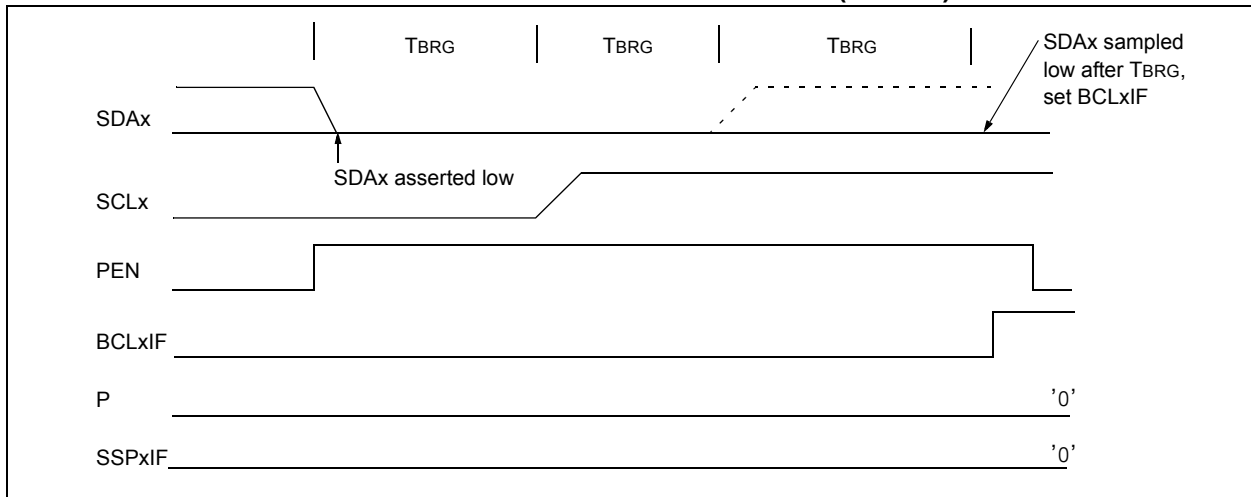 TBRG TBRG TBRG
SDAx sampled
low after TBRG,
set BCLxIF
SDAx
SDAx asserted low
SCLx
PEN
BCLxIF
P '0'
SSPxIF '0'